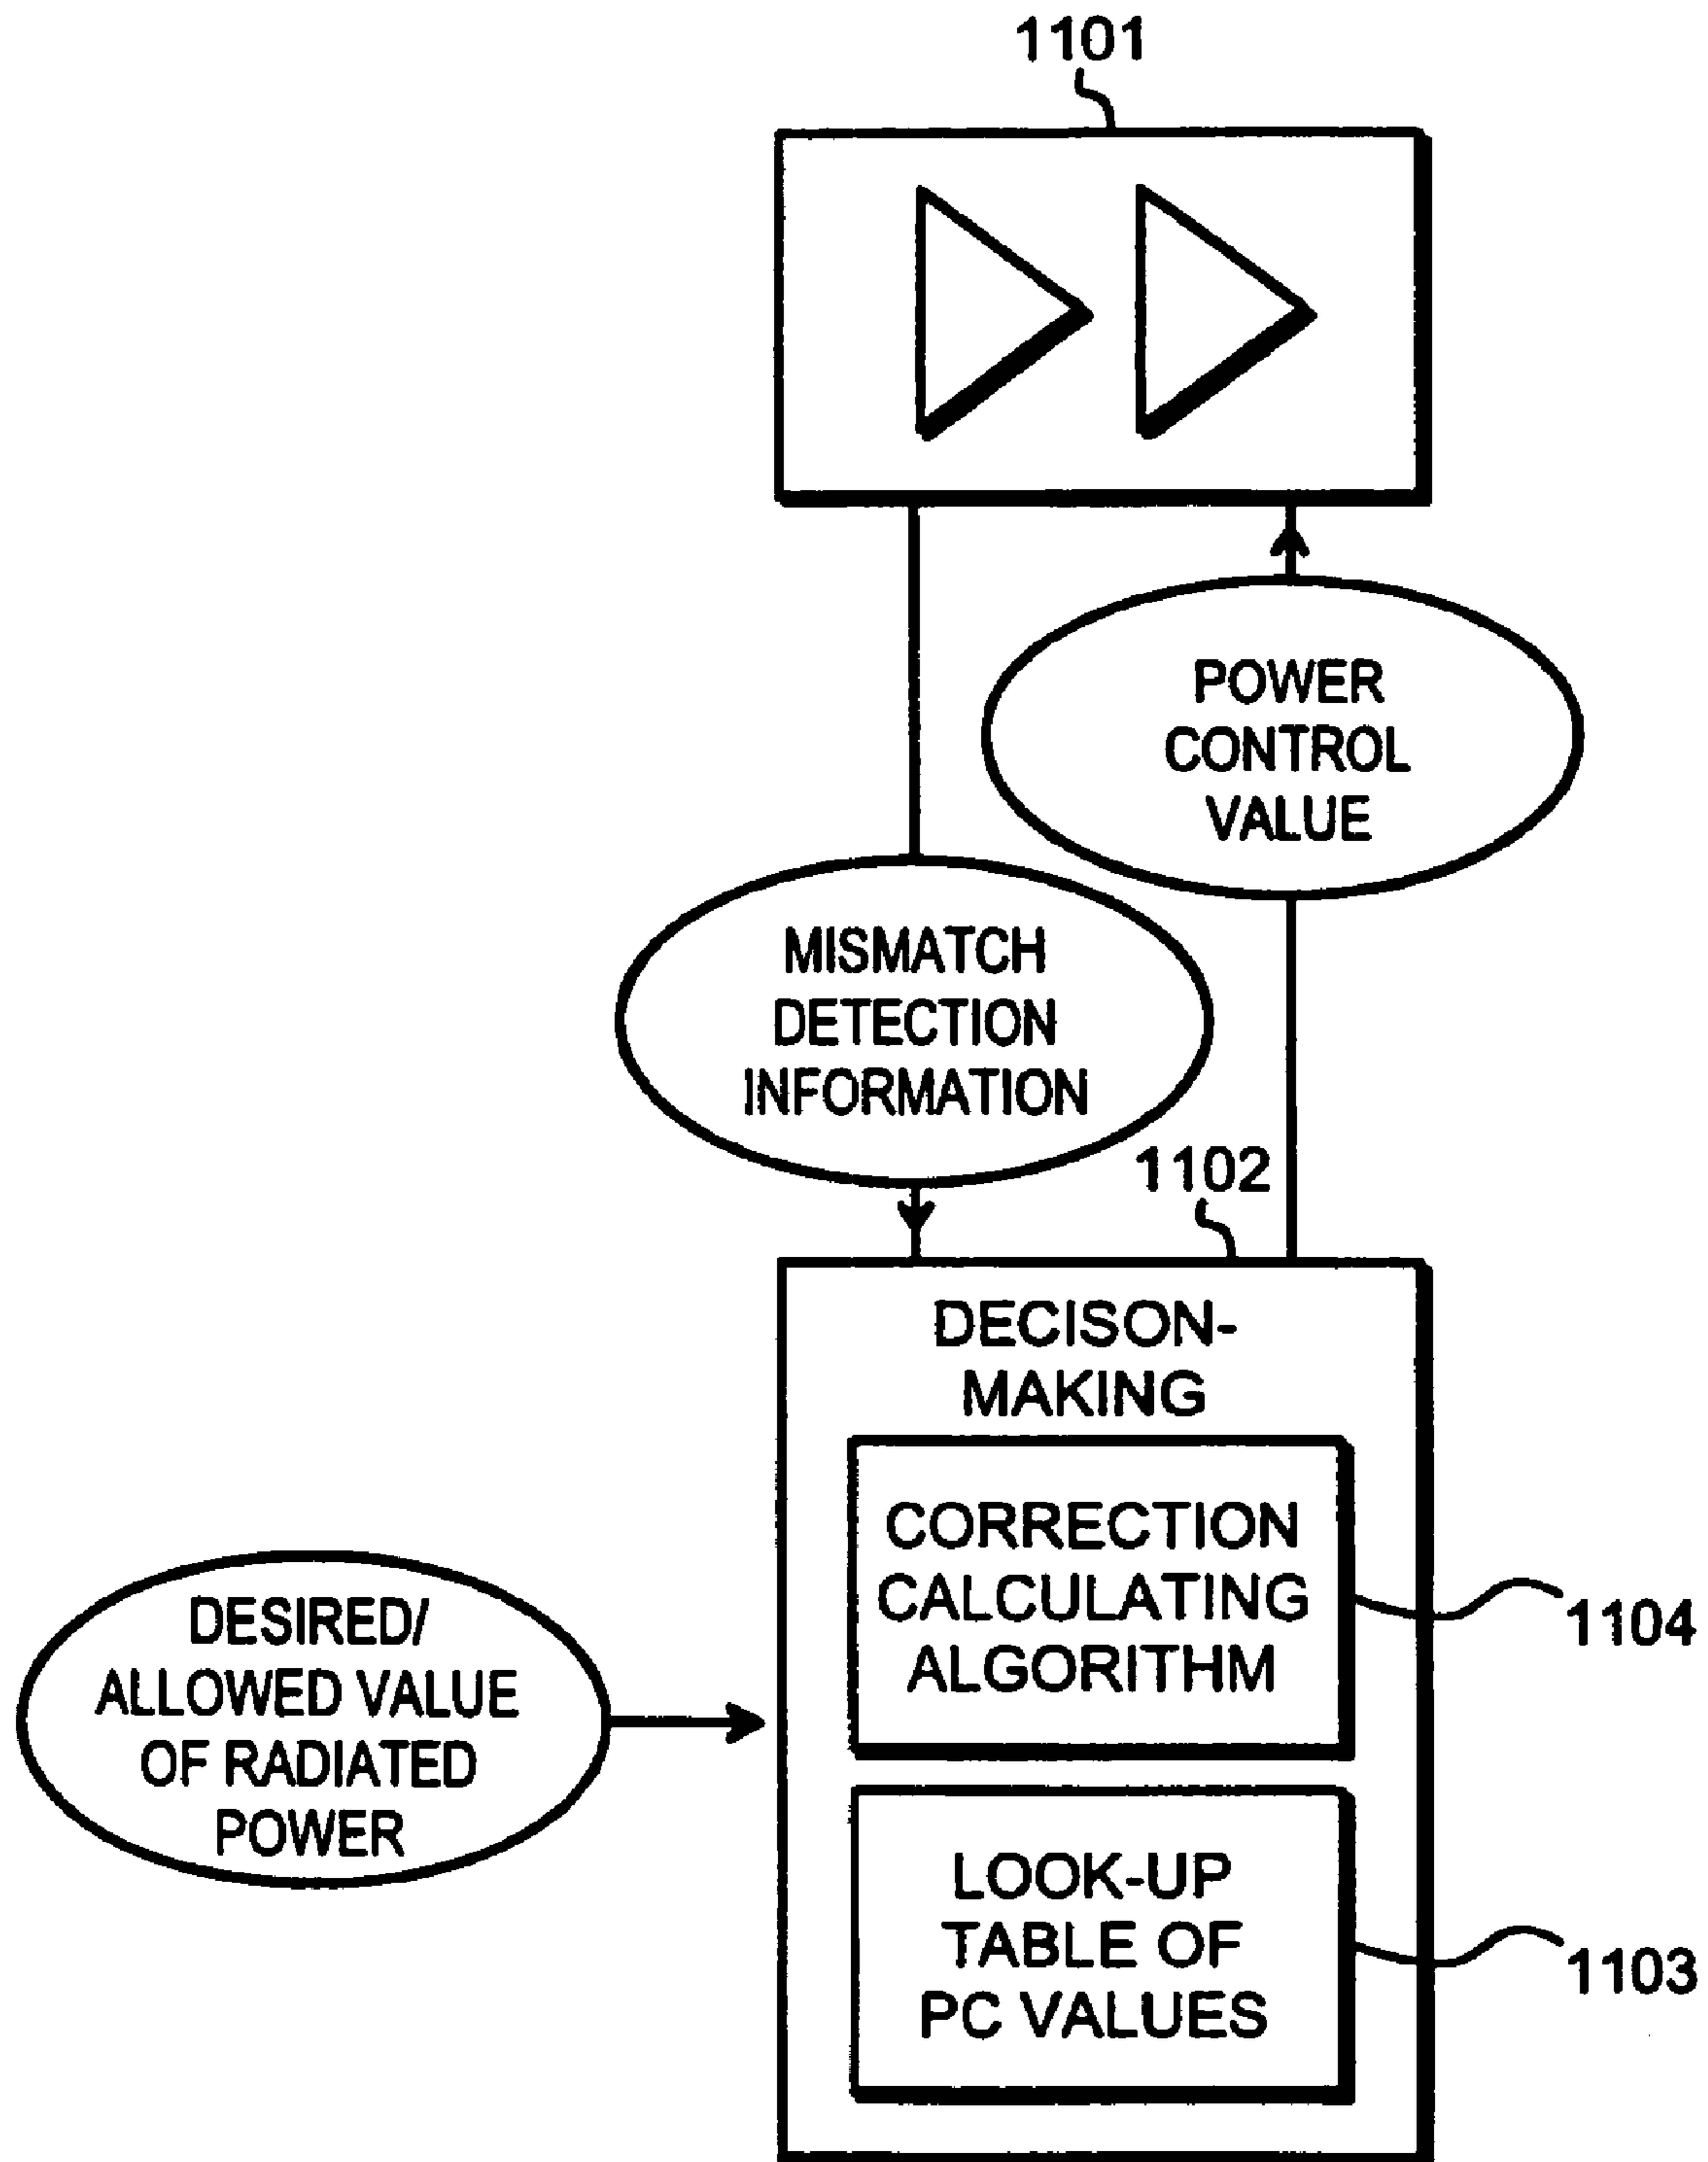 1101
POWER
CONTROL
VALUE
MISMATCH
DETECTION
INFORMATION
1102
DECISON-
MAKING
CORRECTION
CALCULATING
ALGORITHM
1104
DESIRED/
ALLOWED VALUE
OF RADIATED
POWER
LOOK-UP
TABLE OF
PC VALUES
1103